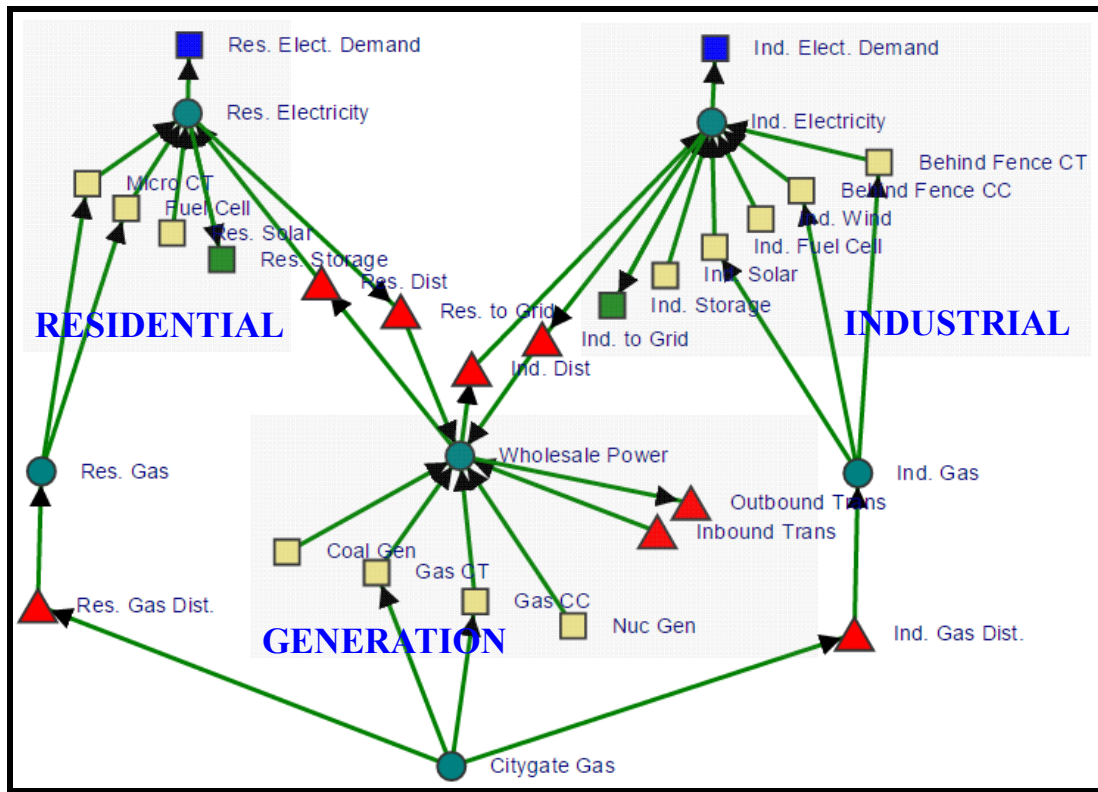 Res. Elect. Demand
Ind. Elect. Demand
Res. Electricity
Ind. Electricity
Behind Fence CT
Micro CT
Behind Fence CC
Fuel Cell
Ind. Wind
Res. Solar
Ind. Fuel Cell
Res. Storage
Ind. Solar
Res. Dist
Ind. Storage
Res. to Grid
RESIDENTIAL
INDUSTRIAL
Ind. to Grid
Ind. Dist
Wholesale Power
Res. Gas
Ind. Gas
Outbound Trans
Inbound Trans
Coal Gen
Gas CT
Gas CC
Res. Gas Dist.
Nuc Gen
GENERATION
Ind. Gas Dist.
Citygate Gas